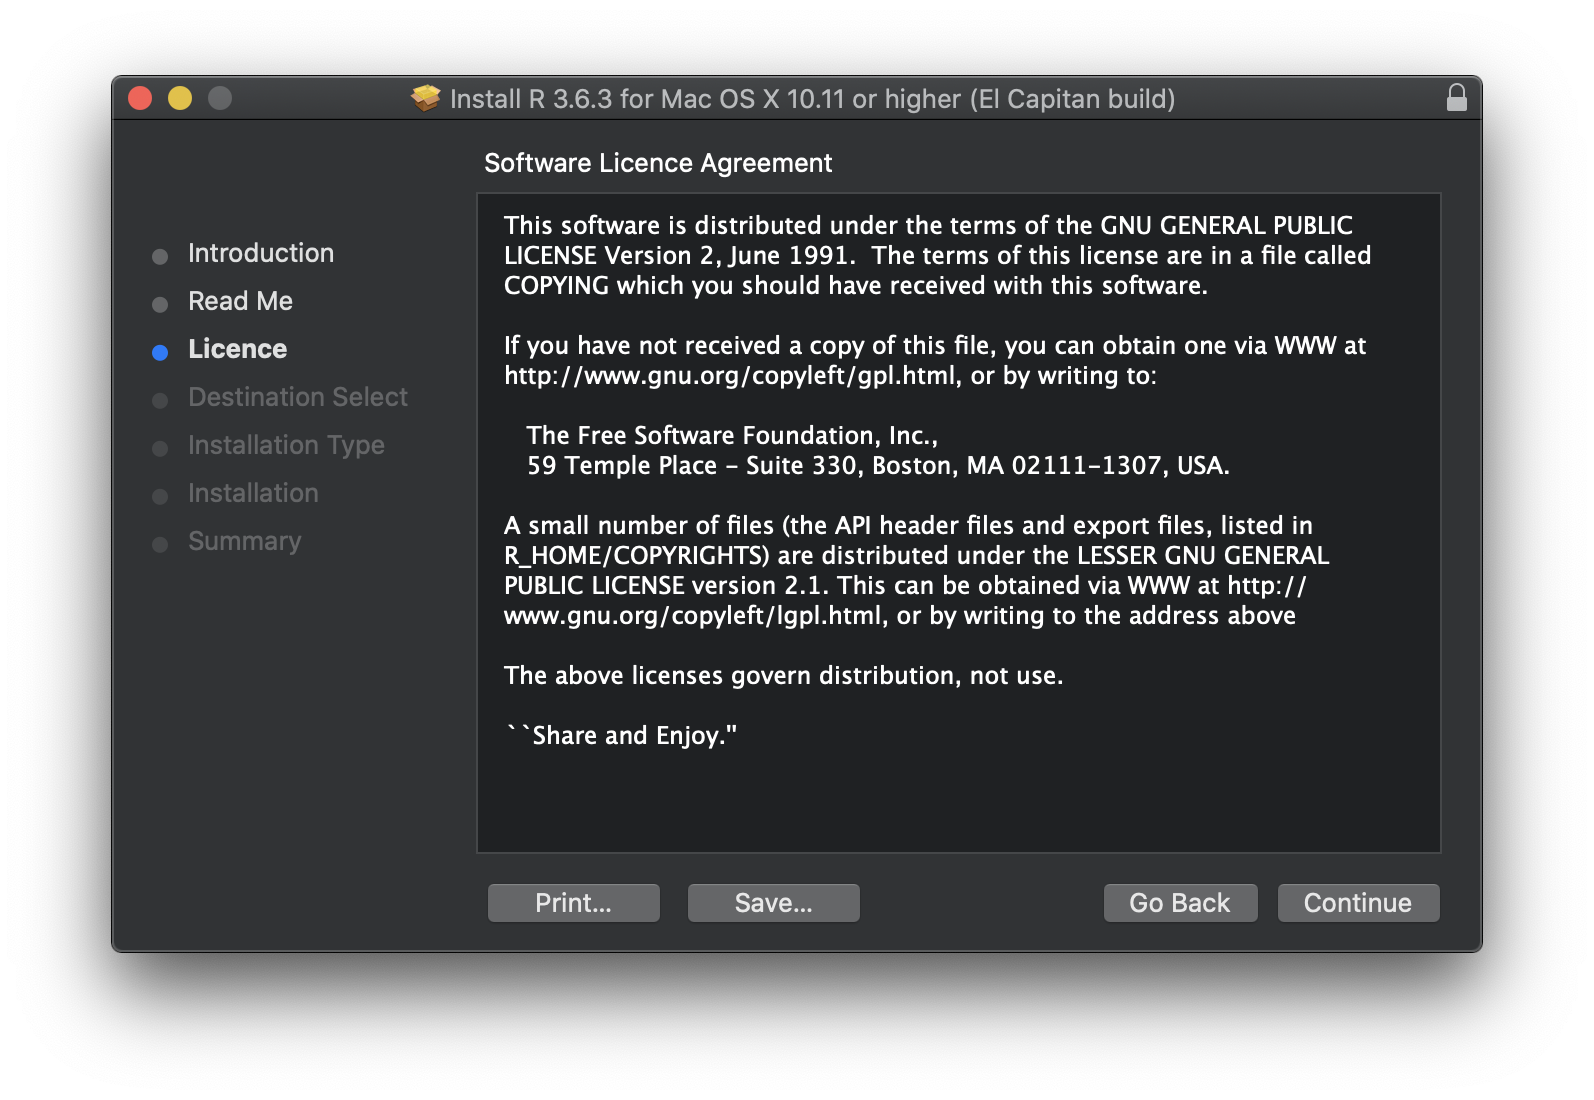 Install R 3.6.3 for Mac OS X 10.11 or higher (El Capitan build)
Software Licence Agreement
Introduction
Read Me
Licence
Destination Select
Installation Type
Installation
Summary
This software is distributed under the terms of the GNU GENERAL PUBLIC
LICENSE Version 2, June 1991.  The terms of this license are in a file called
COPYING which you should have received with this software.
If you have not received a copy of this file, you can obtain one via WWW at
http://www.gnu.org/copyleft/gpl.html, or by writing to:
The Free Software Foundation, Inc.,
59 Temple Place – Suite 330, Boston, MA 02111–1307, USA.
A small number of files (the API header files and export files, listed in
R_HOME/COPYRIGHTS) are distributed under the LESSER GNU GENERAL
PUBLIC LICENSE version 2.1. This can be obtained via WWW at http://
www.gnu.org/copyleft/lgpl.html, or by writing to the address above
The above licenses govern distribution, not use.
``Share and Enjoy."
Print...
Save...
Go Back
Continue